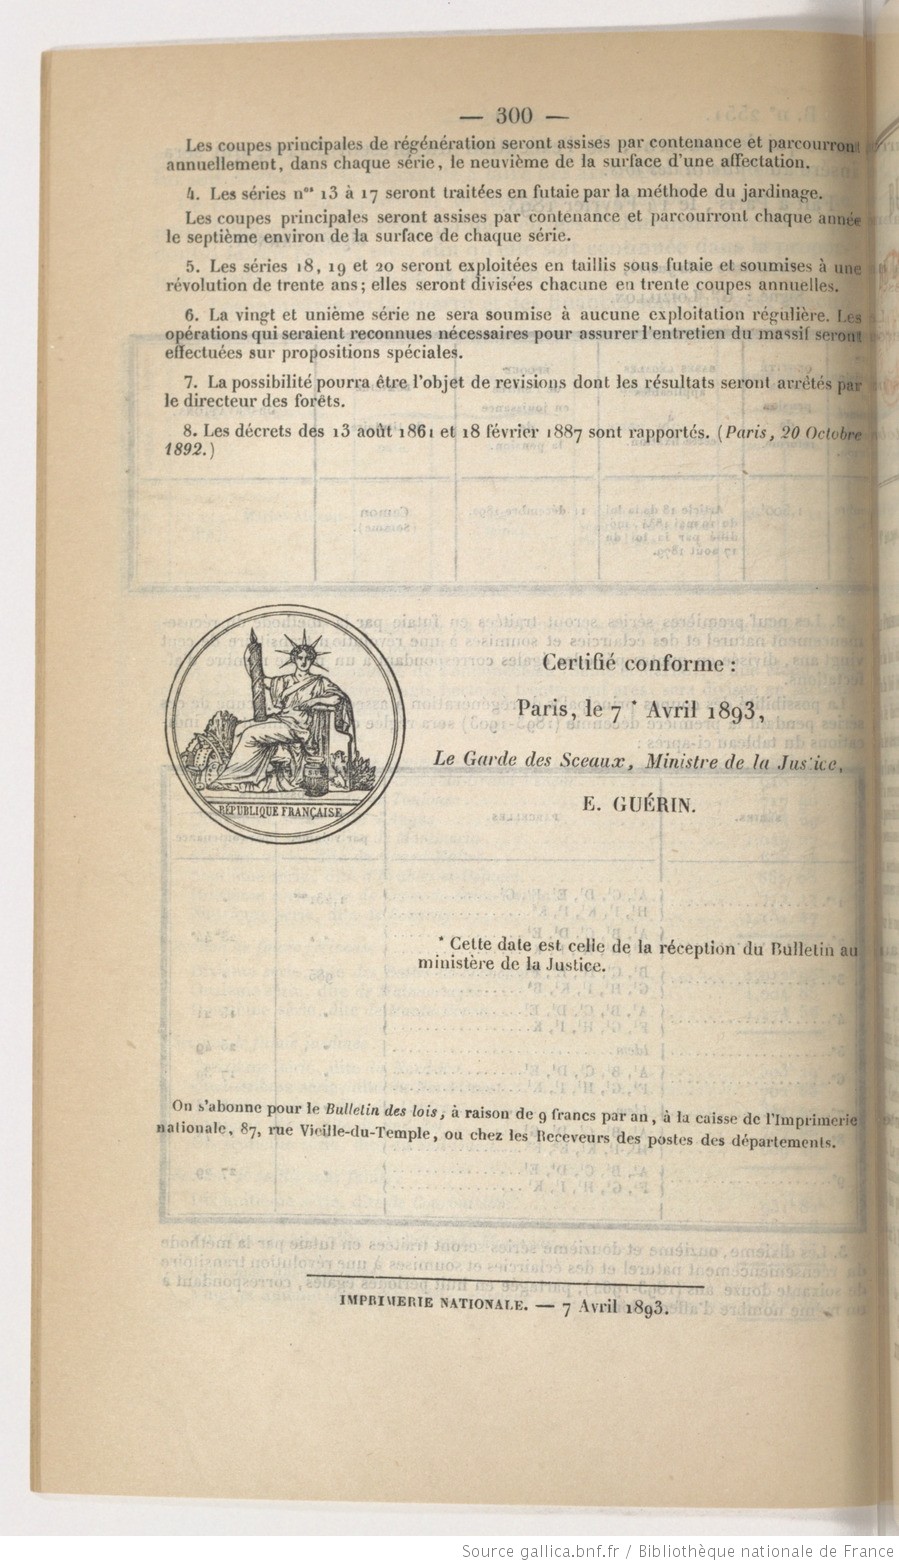 — 300 —
Les coupes principales de régénération seront assises par contenance et parcourront
annuellement, dans chaque série, le neuvième de la surface d'une affectation.
4. Les séries nos 13 à 17 seront traitées en futaie par la méthode du jardinage.
Les coupes principales seront assises par contenance et parcourront chaque année
le septième environ de la surface de chaque série.
5. Les séries 18, 19 et 20 seront exploitées en taillis sous futaie et soumises à une
révolution de trente ans; elles seront divisées chacune en trente coupes annuelles.
6. La vingt et unième série ne sera soumise à aucune exploitation régulière. Les
opérations qui seraient reconnues nécessaires pour assurer l'entretien du massif seront
effectuées sur propositions spéciales.
7. La possibilité pourra être l'objet de revisions dont les résultats seront arrêtés par
le directeur des forêts.
8. Les décrets des 13 août 1861 et 18 février 1887 sont rapportés. (Paris, 20 Octobre
1892.)
RÉPUBLIQUE FRANÇAISE
Certifié conforme :
Paris, le 7 * Avril 1893,
Le Garde des Sceaux, Ministre de la Justice,
E. GUÉRIN.
* Cette date est celle de la réception du Bulletin au
ministère de la Justice.
On s'abonne pour le Bulletin des lois, à raison de 9 francs par an, à la caisse de l'Imprimerie
nationale, 87, rue Vieille-du-Temple, ou chez les Receveurs des postes des départements.
IMPRIMERIE NATIONALE. — 7 Avril 1893.
Source gallica.bnf.fr / Bibliothèque nationale de France